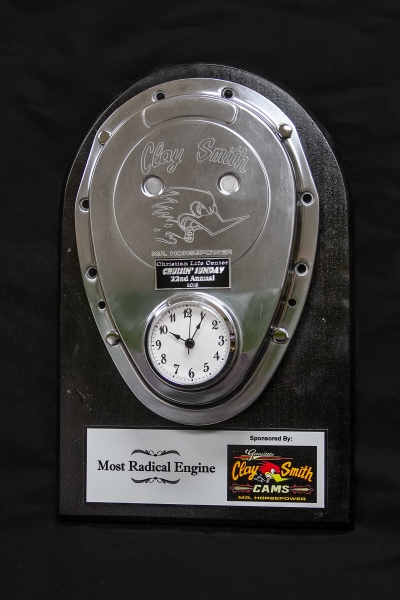 Clay Smith
MR. HORSEPOWER
Christian Life Center
CRUISIN' SUNDAY
22nd Annual
12
1
2
3
4
5
6
7
8
9
10
11
Most Radical Engine
Sponsored By:
Genuine
Clay Smith
CAMS
MR. HORSEPOWER